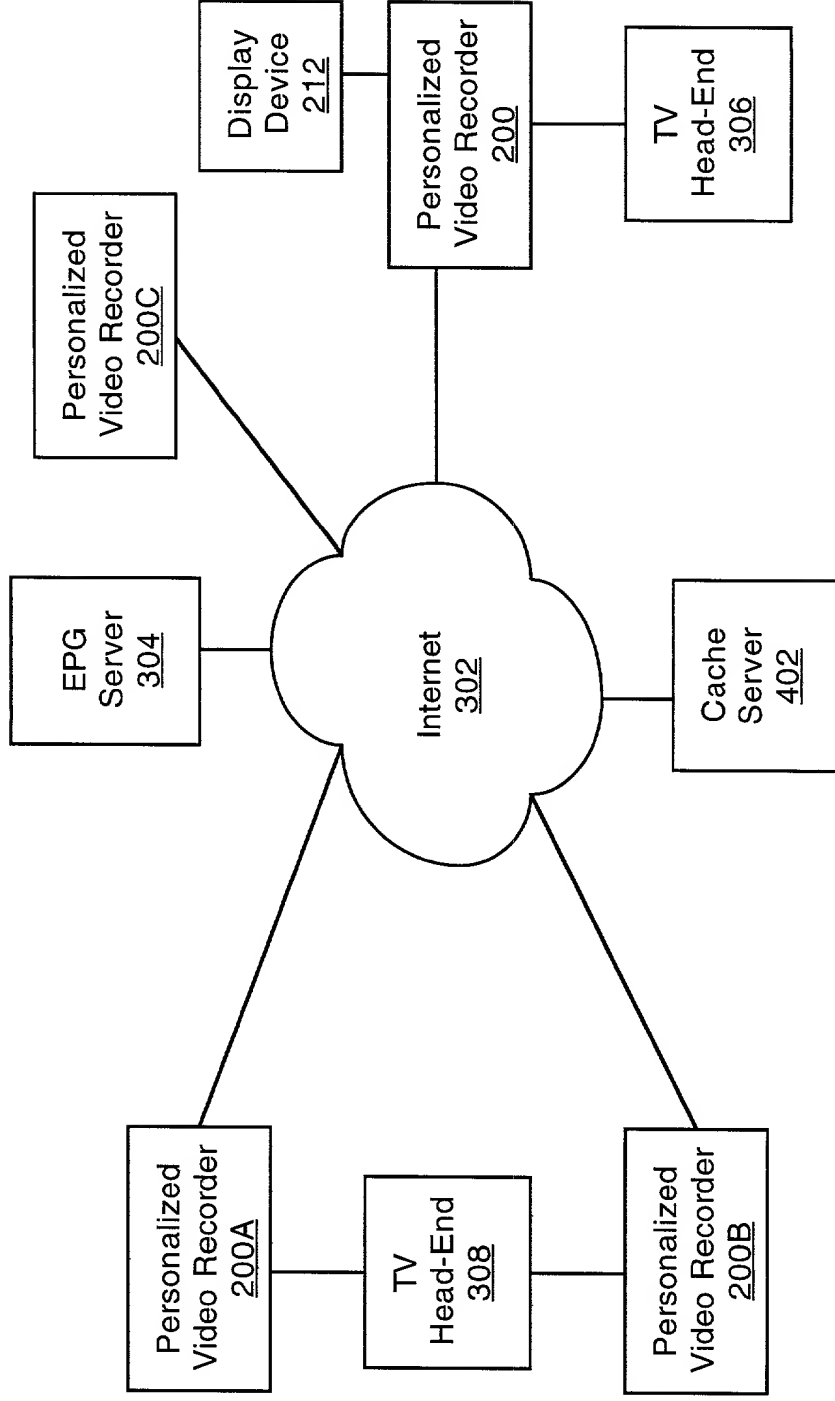 Display
Device
212
Personalized
Video Recorder
200
TV
Head-End
306
Personalized
Video Recorder
200C
EPG
Server
304
Internet
302
Cache
Server
402
Personalized
Video Recorder
200A
TV
Head-End
308
Personalized
Video Recorder
200B